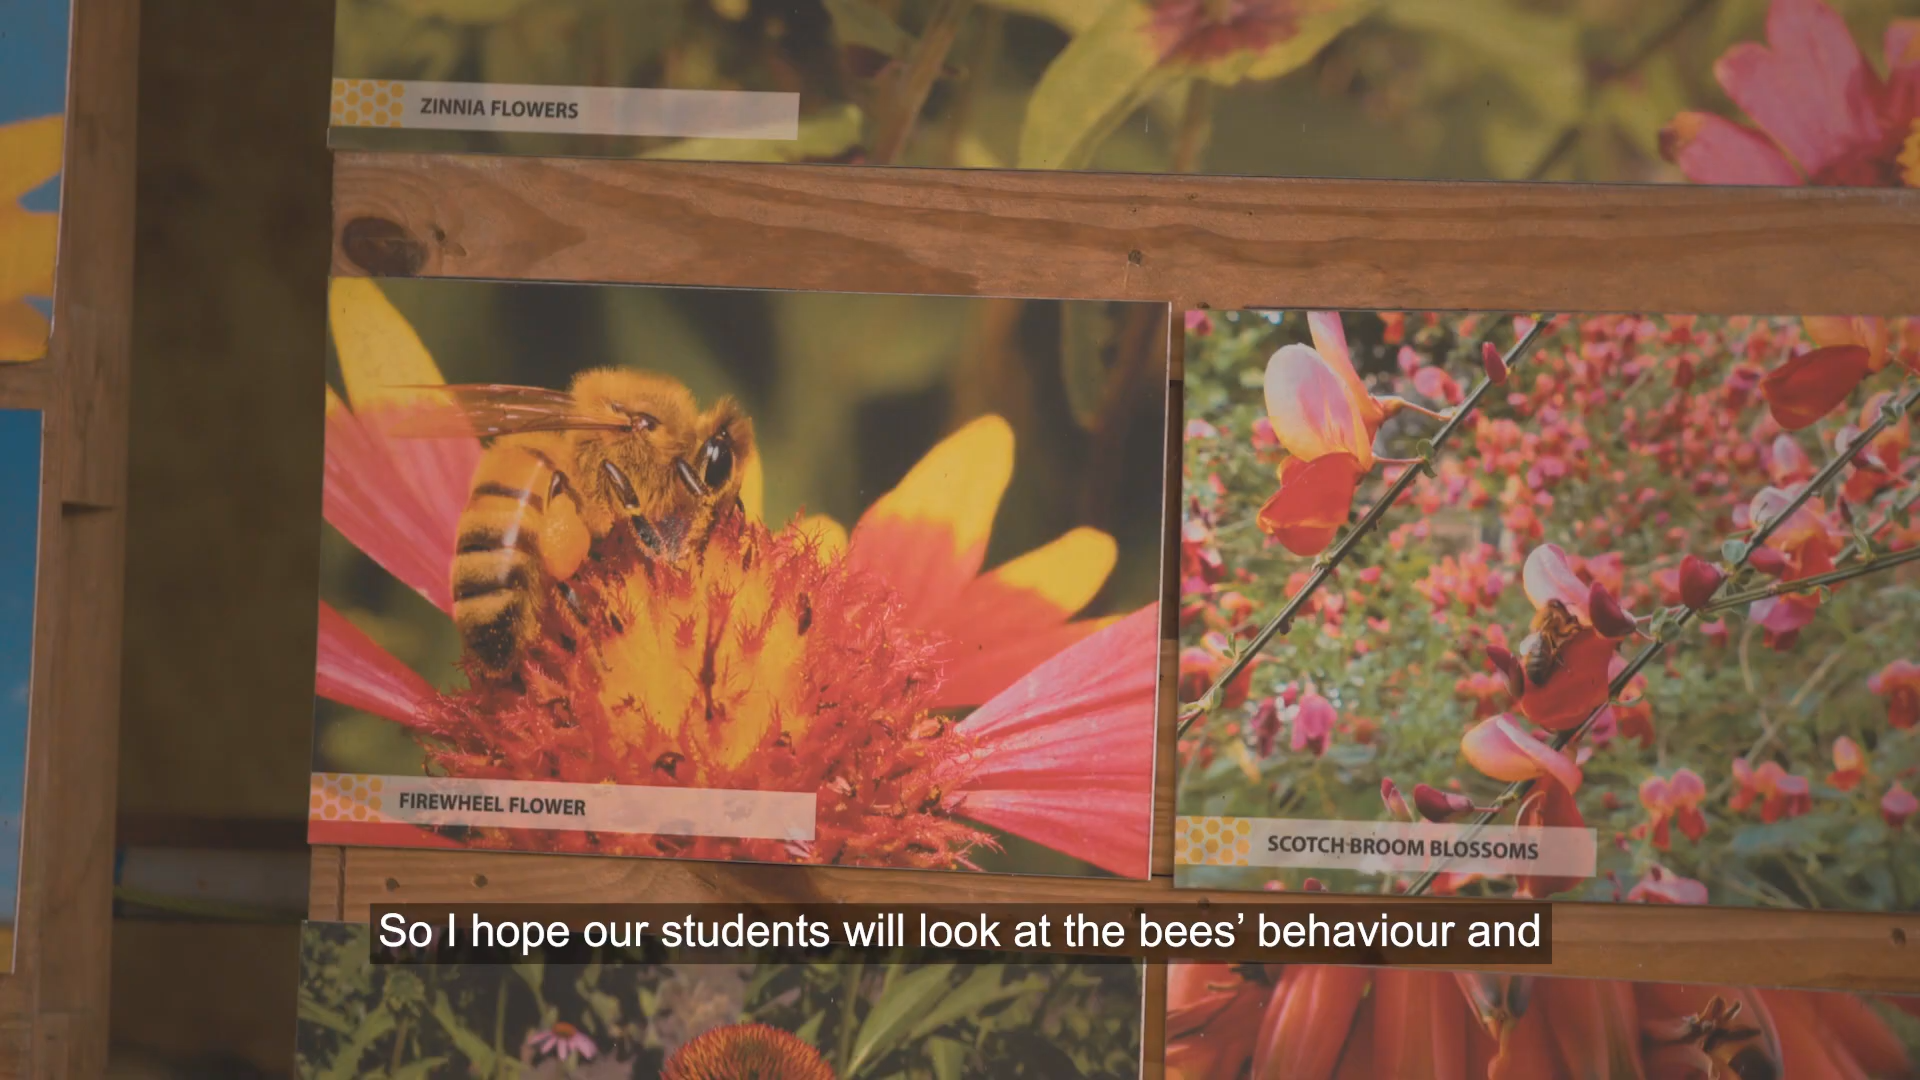 ZINNIA FLOWERS
FIREWHEEL FLOWER
SCOTCH BROOM BLOSSOMS
So I hope our students will look at the bees’ behaviour and